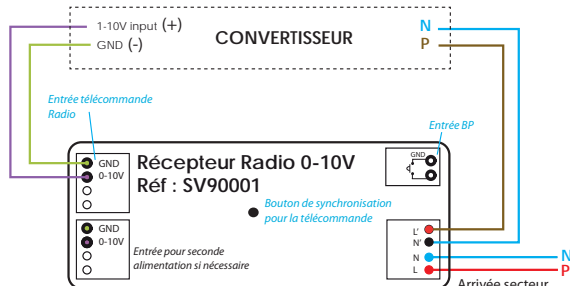 1-10V input (+)
GND (-)
CONVERTISSEUR
N
P
Entrée télécommande
Radio
Entrée BP
GND
0-10V
Récepteur Radio 0-10V
Réf : SV90001
GND
Bouton de synchronisation
pour la télécommande
GND
0-10V
Entrée pour seconde
alimentation si nécessaire
L'
N'
N
L
N
P
Arrivée secteur